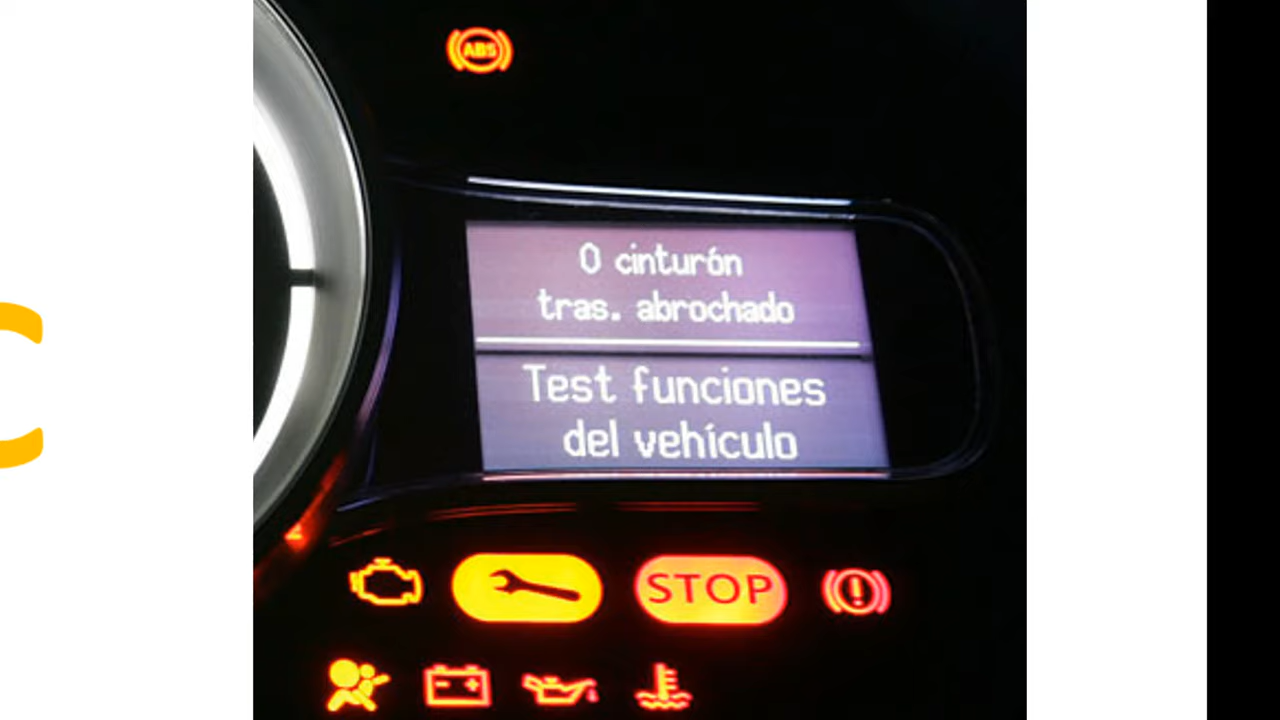 ABS
0 cinturón
tras. abrochado
Test funciones
del vehículo
STOP